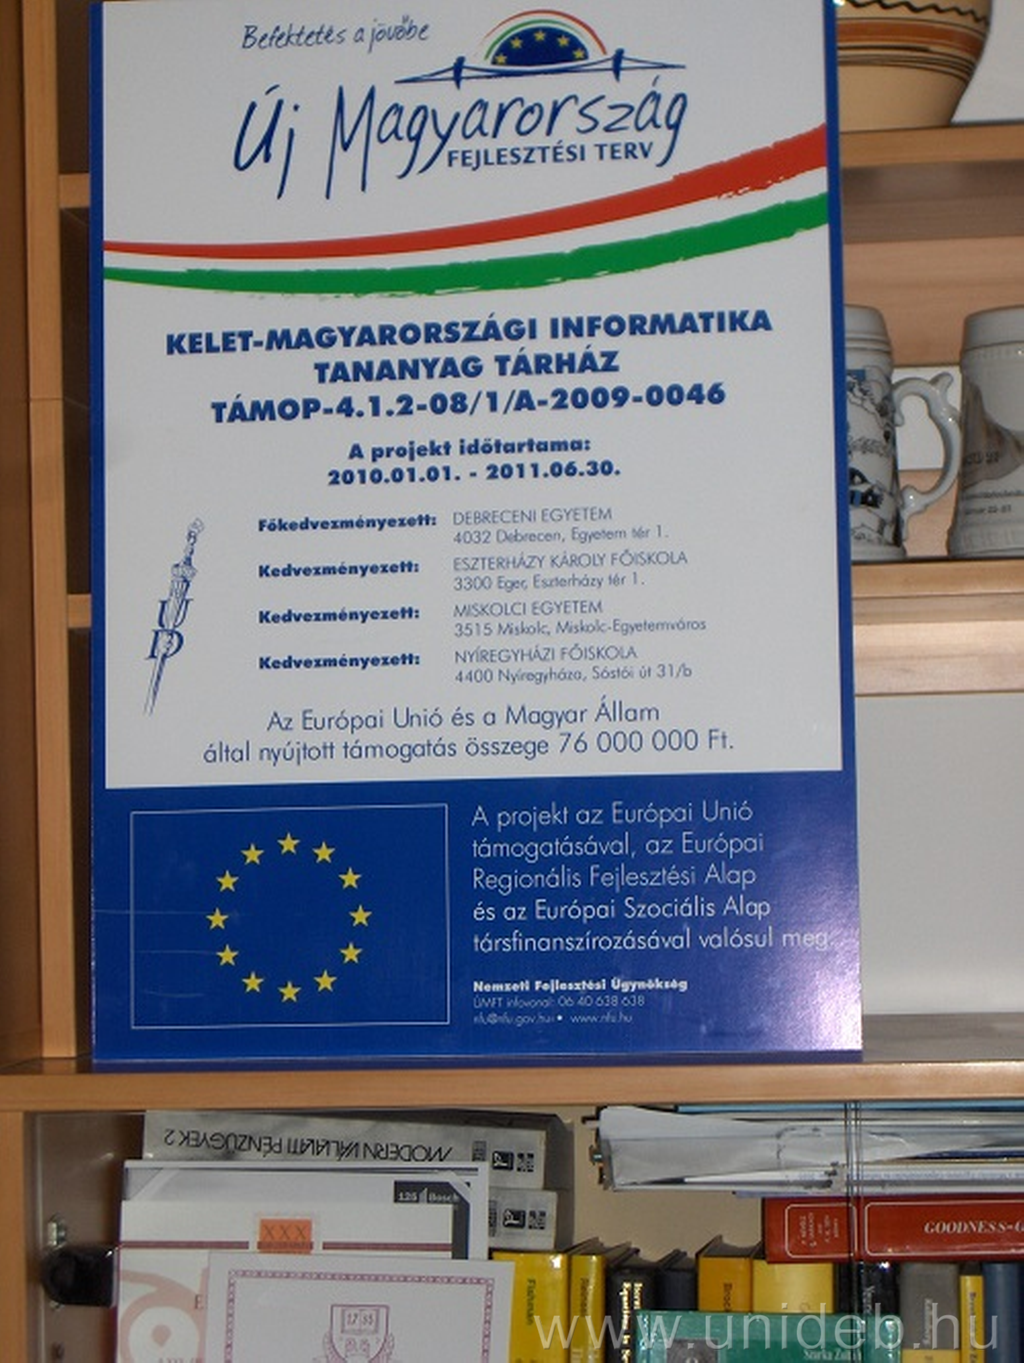 Befektetés a jövőbe
Új Magyarország
FEJLESZTÉSI TERV
KELET-MAGYARORSZÁGI INFORMATIKA
TANANYAG TÁRHÁZ
TÁMOP-4.1.2-08/1/A-2009-0046
A projekt időtartama:
2010.01.01. - 2011.06.30.
Főkedvezményezett: DEBRECENI EGYETEM
4032 Debrecen, Egyetem tér 1.
Kedvezményezett: ESZTERHÁZY KÁROLY FŐISKOLA
3300 Eger, Eszterházy tér 1.
Kedvezményezett: MISKOLCI EGYETEM
3515 Miskolc, Miskolc-Egyetemváros
Kedvezményezett: NYÍREGYHÁZI FŐISKOLA
4400 Nyíregyháza, Sóstói út 31/b
UD
Az Európai Unió és a Magyar Állam
által nyújtott támogatás összege 76 000 000 Ft.
A projekt az Európai Unió
támogatásával, az Európai
Regionális Fejlesztési Alap
és az Európai Szociális Alap
társfinanszírozásával valósul meg.
Nemzeti Fejlesztési Ügynökség
ÚMFT infovonal: 06 40 638 638
nfu@nfu.gov.hu • www.nfu.hu
MODERN VÁLLALATI PÉNZÜGYEK 2
125 Bosch
XXX
GOODNESS-
Fishman
www.unideb.hu